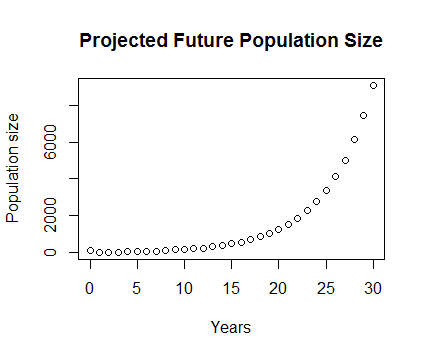 Projected Future Population Size
Population size
6000
2000
0
0 5 10 15 20 25 30
Years